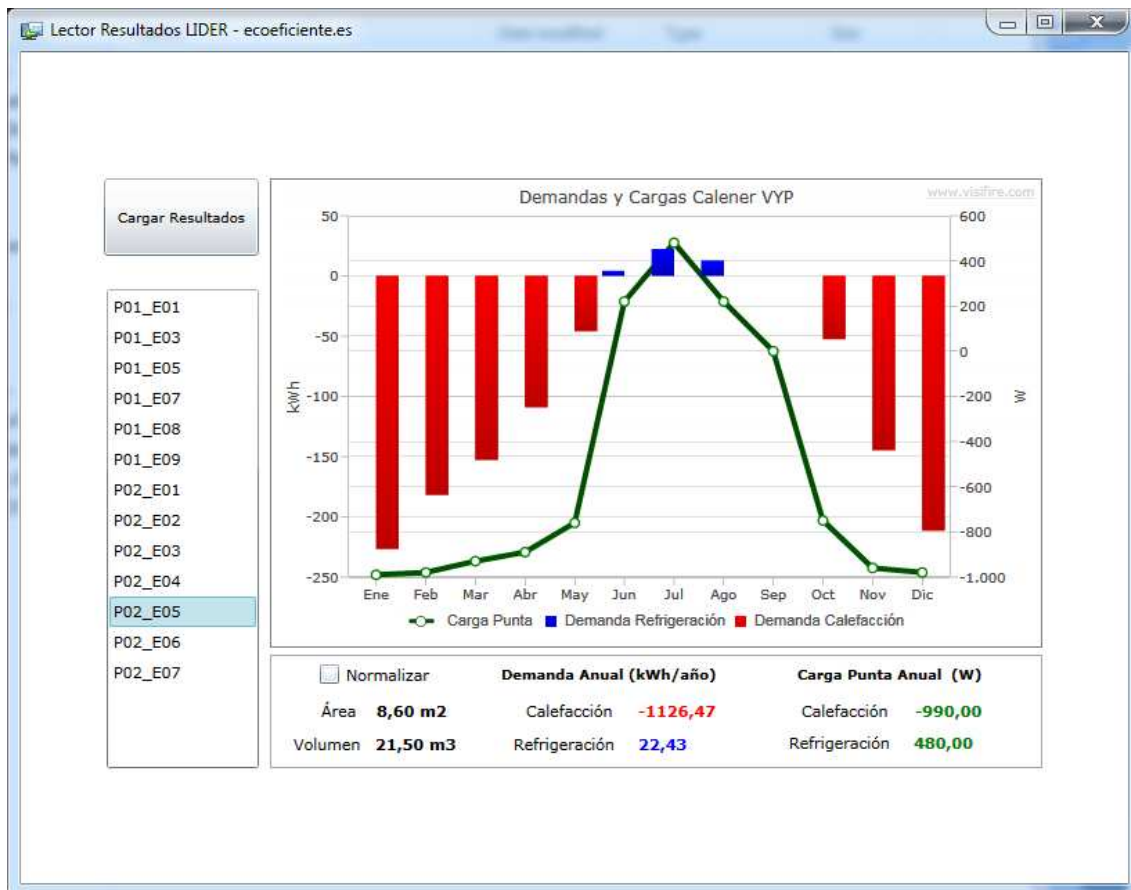 Lector Resultados LIDER - ecoeficiente.es
Cargar Resultados
P01_E01
P01_E03
P01_E05
P01_E07
P01_E08
P01_E09
P02_E01
P02_E02
P02_E03
P02_E04
P02_E05
P02_E06
P02_E07
Demandas y Cargas Calener VYP
www.visifire.com
50
0
-50
-100
-150
-200
-250
kWh
600
400
200
0
-200
-400
-600
-800
-1.000
W
Ene Feb Mar Abr May Jun Jul Ago Sep Oct Nov Dic
Carga Punta Demanda Refrigeración Demanda Calefacción
Normalizar Demanda Anual (kWh/año) Carga Punta Anual (W)
Área 8,60 m2 Calefacción -1126,47 Calefacción -990,00
Volumen 21,50 m3 Refrigeración 22,43 Refrigeración 480,00